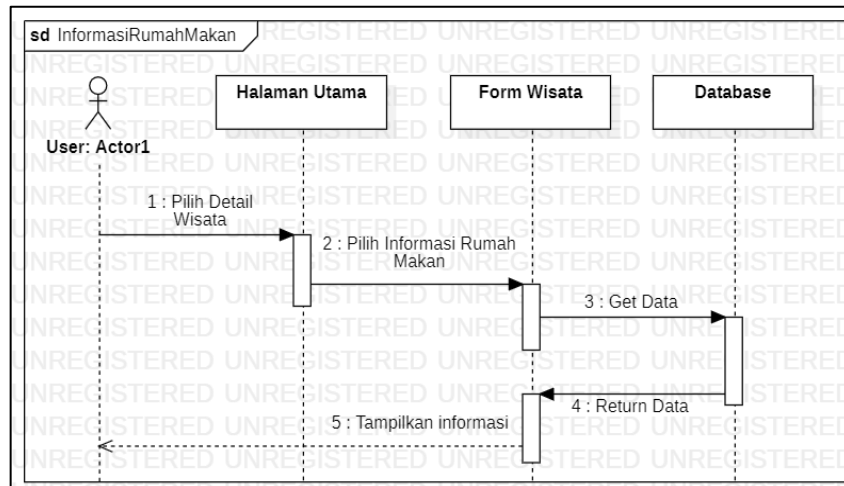 sd InformasiRumahMakan
Halaman Utama
Form Wisata
Database
User: Actor1
1 : Pilih Detail
Wisata
2 : Pilih Informasi Rumah
Makan
3 : Get Data
4 : Return Data
5 : Tampilkan informasi
UNREGISTERED